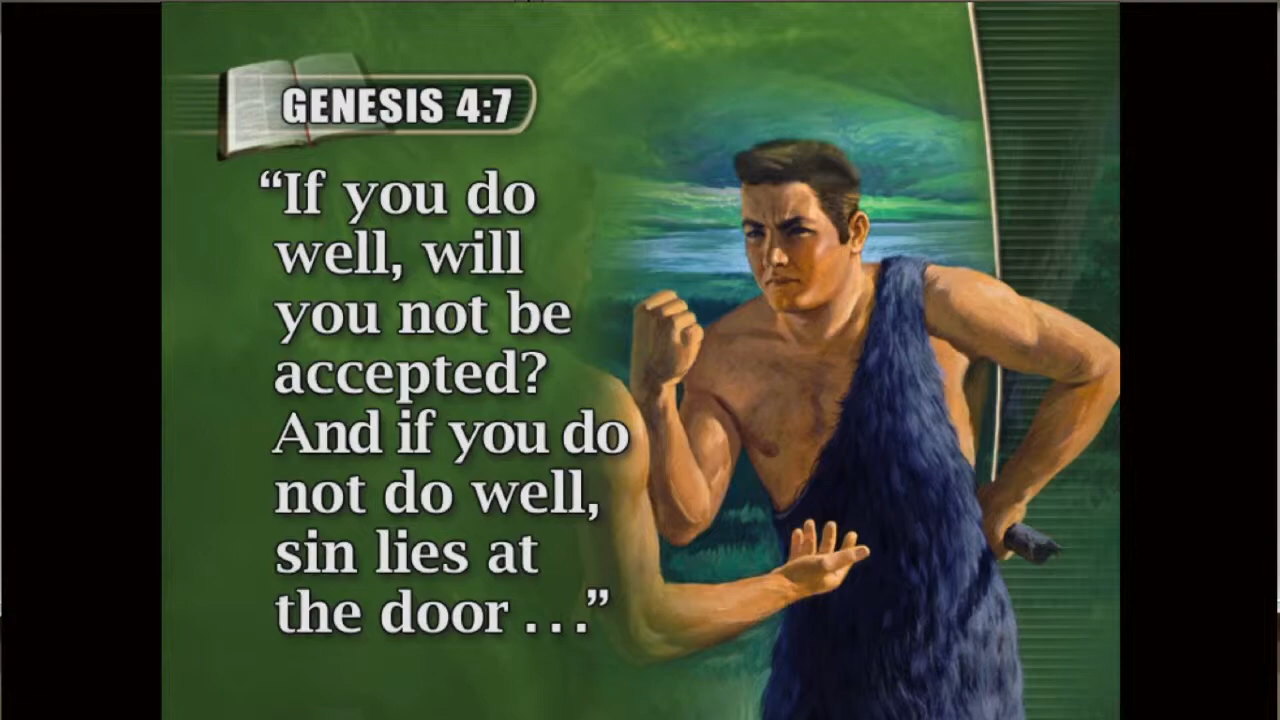 GENESIS 4:7
“If you do
well, will
you not be
accepted?
And if you do
not do well,
sin lies at
the door . . .”